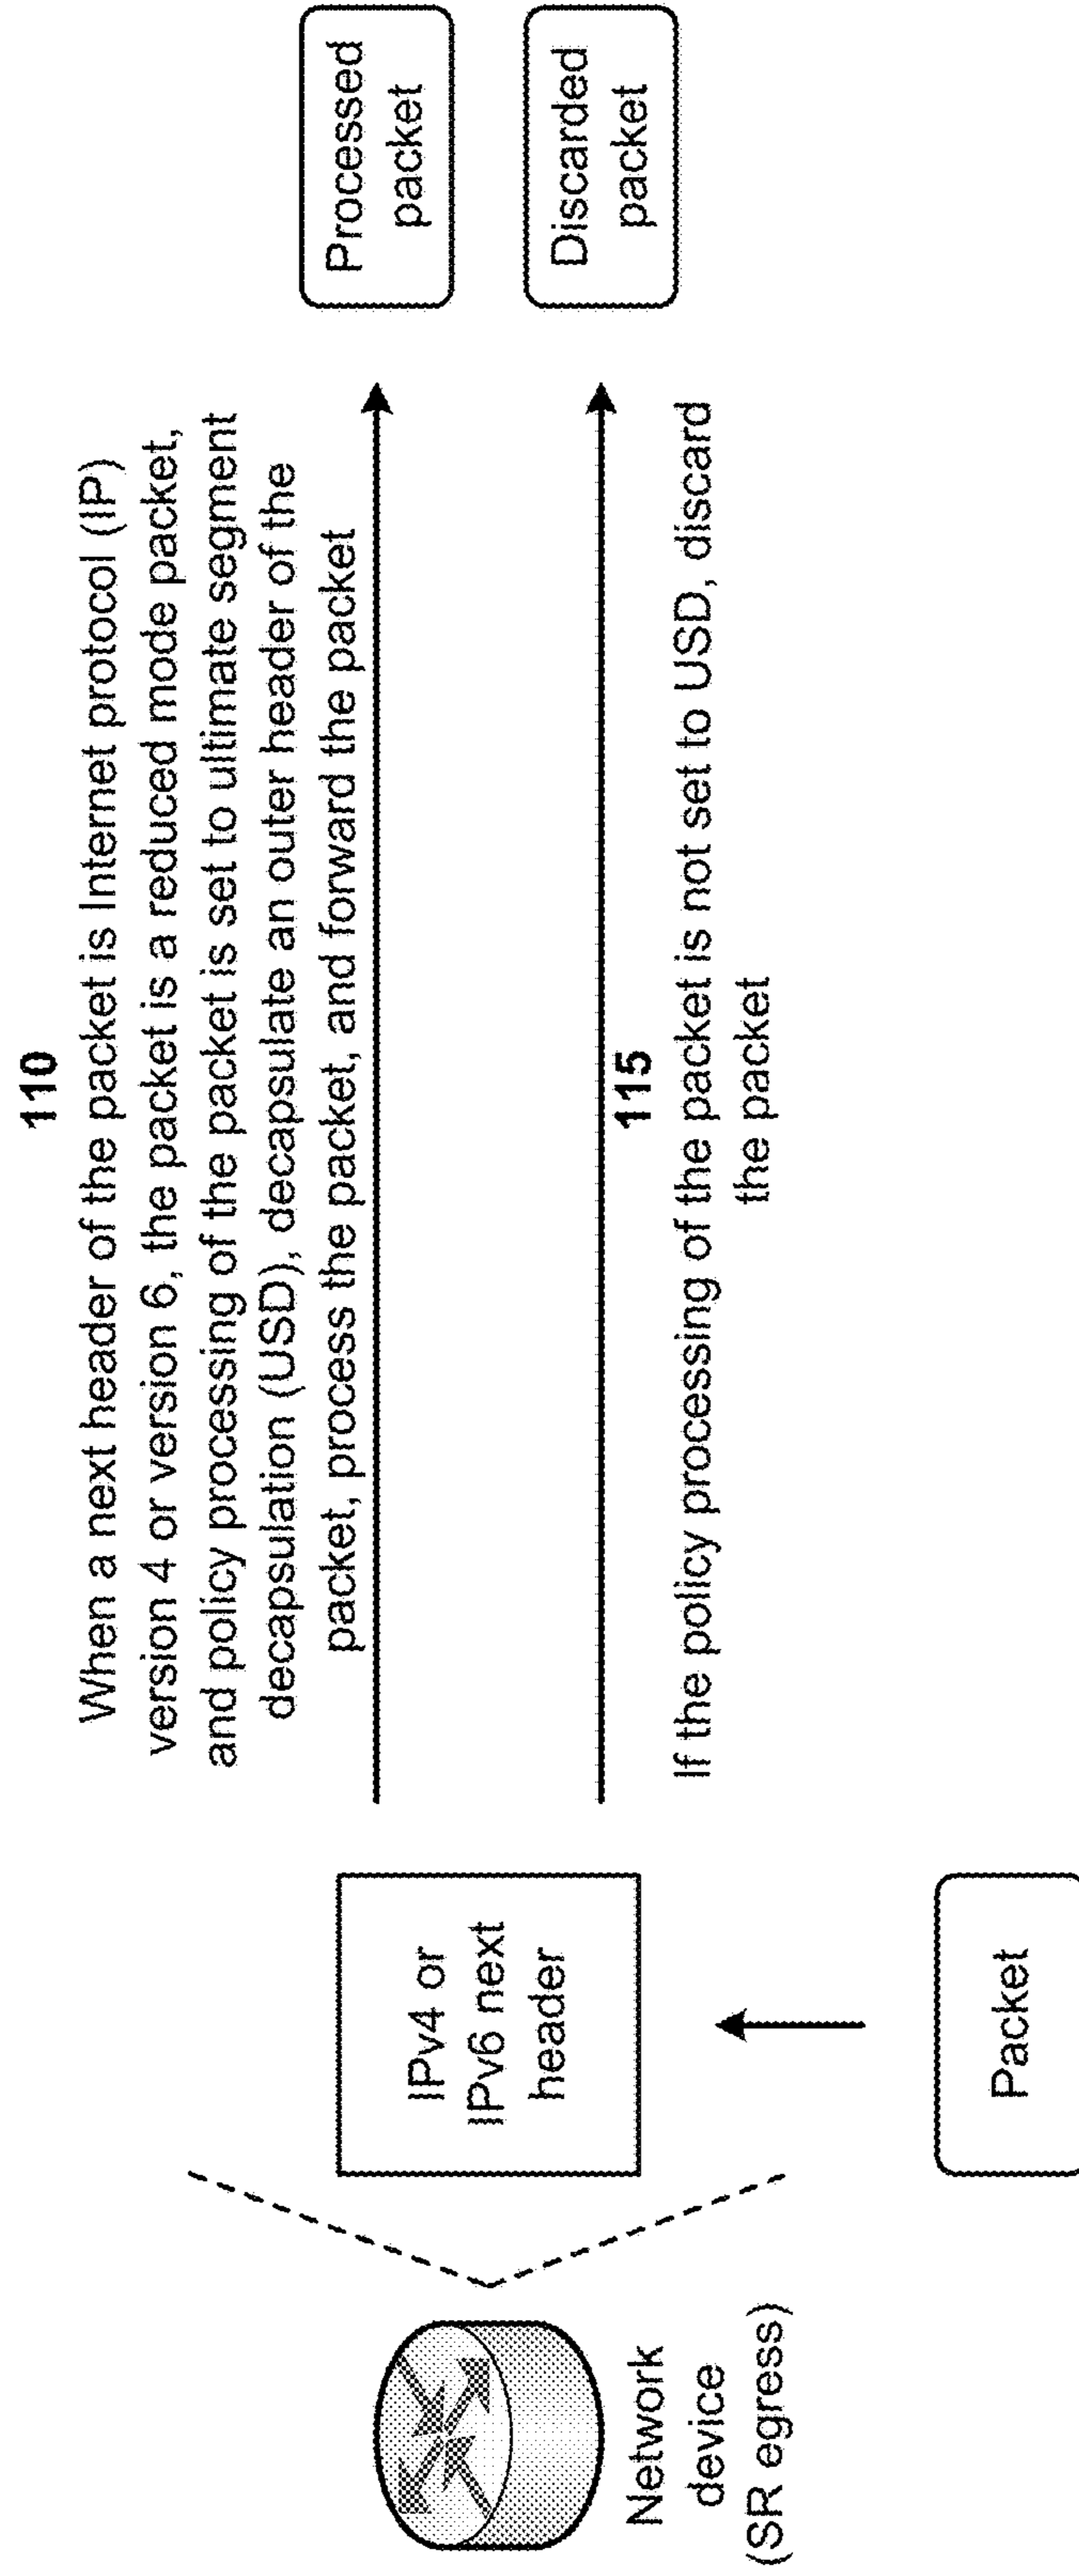 110
When a next header of the packet is Internet protocol (IP)
version 4 or version 6, the packet is a reduced mode packet,
and policy processing of the packet is set to ultimate segment
decapsulation (USD), decapsulate an outer header of the
packet, process the packet, and forward the packet
Processed
packet
Network
device
(SR egress)
IPv4 or
IPv6 next
header
115
If the policy processing of the packet is not set to USD, discard
the packet
Discarded
packet
Packet